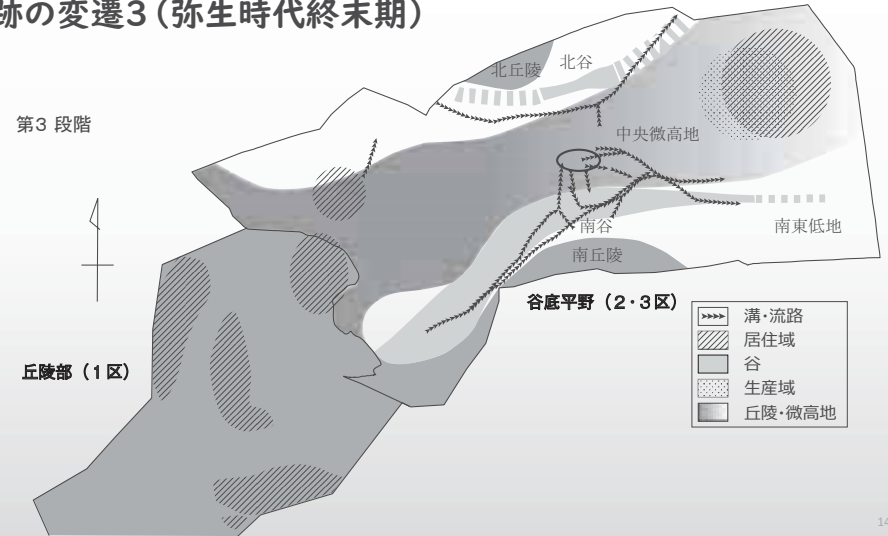 跡の変遷3(弥生時代終末期)
第3 段階
北丘陵
北谷
中央微高地
南谷
南東低地
南丘陵
谷底平野(2・3区)
丘陵部(1区)
溝・流路
居住域
谷
生産域
丘陵・微高地
14